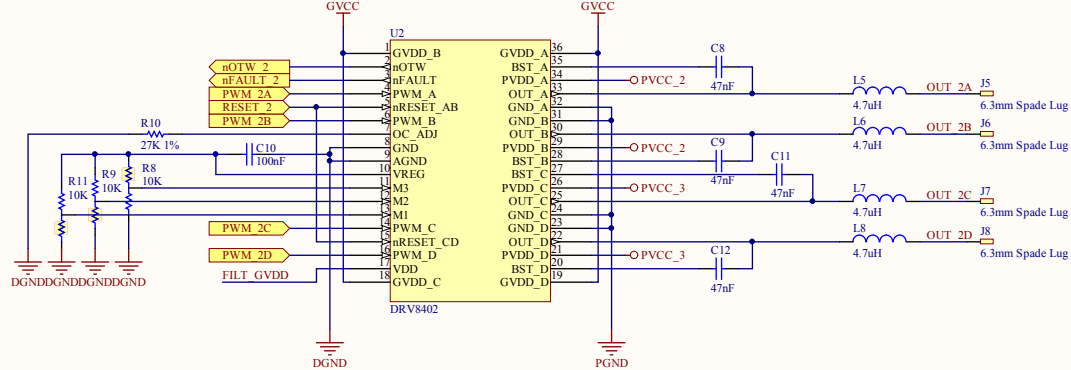 GVCC GVCC
U2
1 GVDD_B GVDD_A 36
nOTW_2 2 nOTW BST_A 35 C8
nFAULT_2 3 nFAULT PVDD_A 34 PVCC_2 47nF
PWM_2A 4 PWM_A OUT_A 33 L5 OUT_2A J5
RESET_2 5 nRESET_AB GND_A 32 4.7uH 6.3mm Spade Lug
PWM_2B 6 PWM_B GND_B 31 L6 OUT_2B J6
R10 7 OC_ADJ OUT_B 30
27K 1% 8 GND PVDD_B 29 PVCC_2 C9 4.7uH 6.3mm Spade Lug
C10 9 AGND BST_B 28 47nF C11
100nF 10 VREG BST_C 27 47nF
R11 R9 R8 11 M3 PVDD_C 26 PVCC_3
10K 10K 10K 12 M2 OUT_C 25 L7 OUT_2C J7
13 M1 GND_C 24 4.7uH 6.3mm Spade Lug
PWM_2C 14 PWM_C GND_D 23 L8 OUT_2D J8
15 nRESET_CD OUT_D 22
PWM_2D 16 PWM_D PVDD_D 21 PVCC_3 C12 4.7uH 6.3mm Spade Lug
FILT_GVDD 17 VDD BST_D 20 47nF
18 GVDD_C GVDD_D 19
DGND DGND DGND DGND
DRV8402
DGND PGND